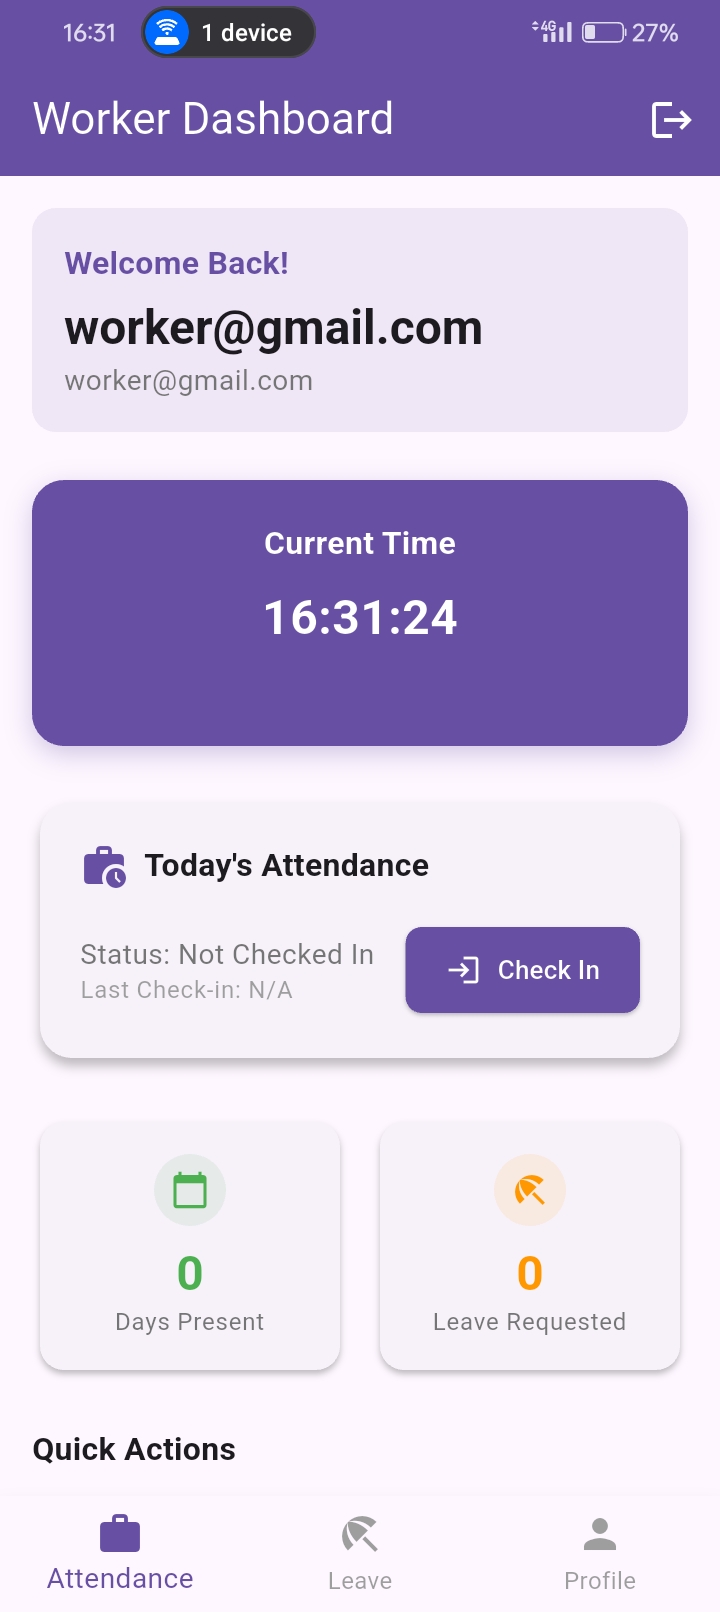 16:31
1 device
4G
27%
Worker Dashboard
Welcome Back!
worker@gmail.com
worker@gmail.com
Current Time
16:31:24
Today's Attendance
Status: Not Checked In
Last Check-in: N/A
Check In
0
Days Present
0
Leave Requested
Quick Actions
Attendance
Leave
Profile